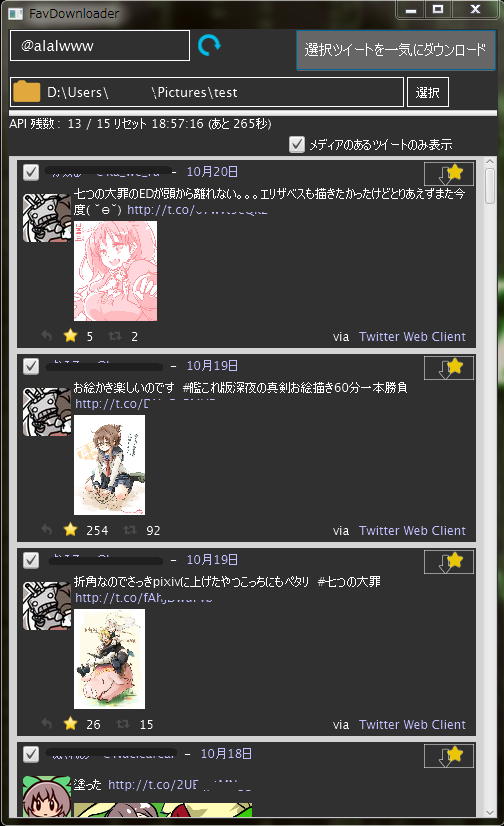 FavDownloader
@alalwww
選択ツイートを一気にダウンロード
D:\Users\ \Pictures\test
選択
API 残数 : 13 / 15 リセット 18:57:16 (あと 265秒)
メディアのあるツイートのみ表示
– 10月20日
七つの大罪のEDが頭から離れない。。。エリザベスも描きたかったけどとりあえずまた今
度( ˘⊖˘) http://t.co/
5 2
via Twitter Web Client
– 10月19日
お絵かき楽しいのです #艦これ版深夜の真剣お絵描き60分一本勝負
http://t.co/
254 92
via Twitter Web Client
– 10月19日
折角なのでさっきpixivに上げたやつこっちにもペタリ #七つの大罪
http://t.co/
26 15
via Twitter Web Client
– 10月18日
塗った http://t.co/